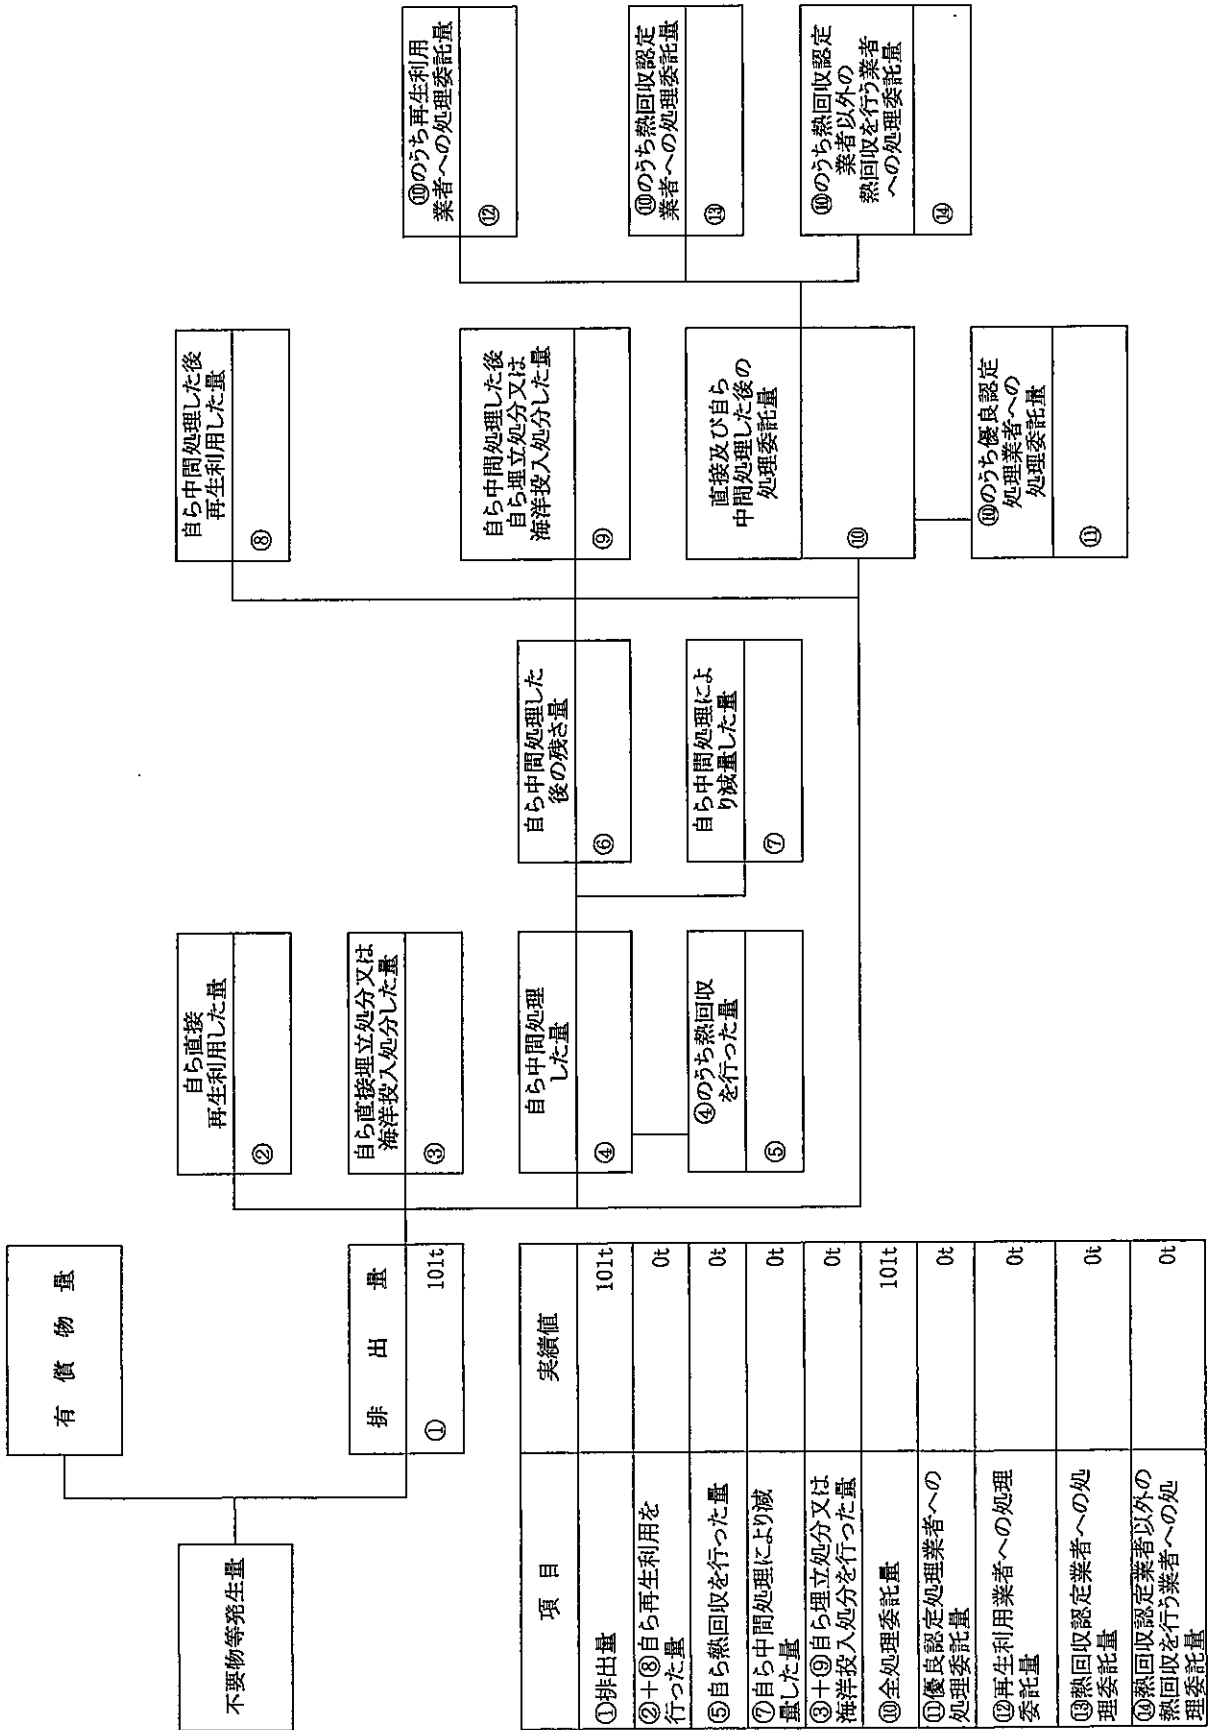 不要物等発生量
有償物量
排出量
① 101t
自ら直接
再生利用した量
②
自ら直接埋立処分又は
海洋投入処分した量
③
自ら中間処理
した量
④
④のうち熱回収
を行った量
⑤
自ら中間処理した
後の残さ量
⑥
自ら中間処理によ
り減量した量
⑦
自ら中間処理した後
再生利用した量
⑧
自ら中間処理した後
自ら埋立処分又は
海洋投入処分した量
⑨
直接及び自ら
中間処理した後の
処理委託量
⑩
⑩のうち優良認定
処理業者への
処理委託量
⑪
⑩のうち再生利用
業者への処理委託量
⑫
⑩のうち熱回収認定
業者への処理委託量
⑬
⑩のうち熱回収認定
業者以外の
熱回収を行う業者
への処理委託量
⑭
項目 実績値
①排出量 101t
②+⑧自ら再生利用を
行った量 0t
⑤自ら熱回収を行った量 0t
⑦自ら中間処理により減
量した量 0t
③+⑨自ら埋立処分又は
海洋投入処分を行った量 0t
⑩全処理委託量 101t
⑪優良認定処理業者への
処理委託量 0t
⑫再生利用業者への処理
委託量 0t
⑬熱回収認定業者への処
理委託量 0t
⑭熱回収認定業者以外の
熱回収を行う業者への処
理委託量 0t